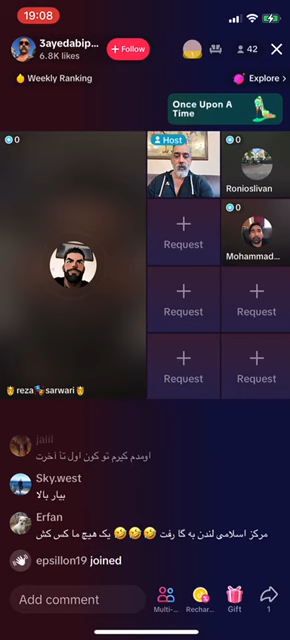 19:08
3ayedabip...
6.8K likes
+ Follow
42
Weekly Ranking
Explore >
Once Upon A
Time
0
Host
0
Ronioslivan
Request
0
Mohammad...
Request
Request
Request
Request
reza🎭sarwari
jalil
اومدم کیرم تو کون اول تا آخرت
Sky.west
بیار بالا
Erfan
مرکز اسلامی لندن به گا رفت 🤣🤣🤣 یک هیچ ما کس کش
epsillon19 joined
Add comment
Multi-...
Rechar...
Gift
1